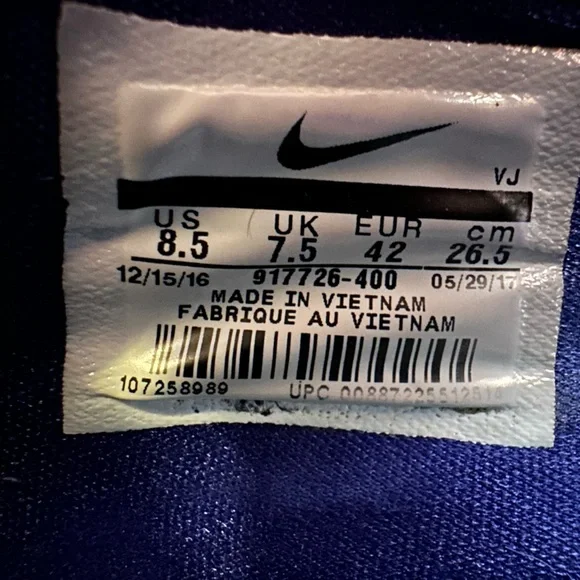 VJ
US UK EUR cm
8.5 7.5 42 26.5
12/15/16 917726-400 05/29/17
MADE IN VIETNAM
FABRIQUE AU VIETNAM
107258989 UPC